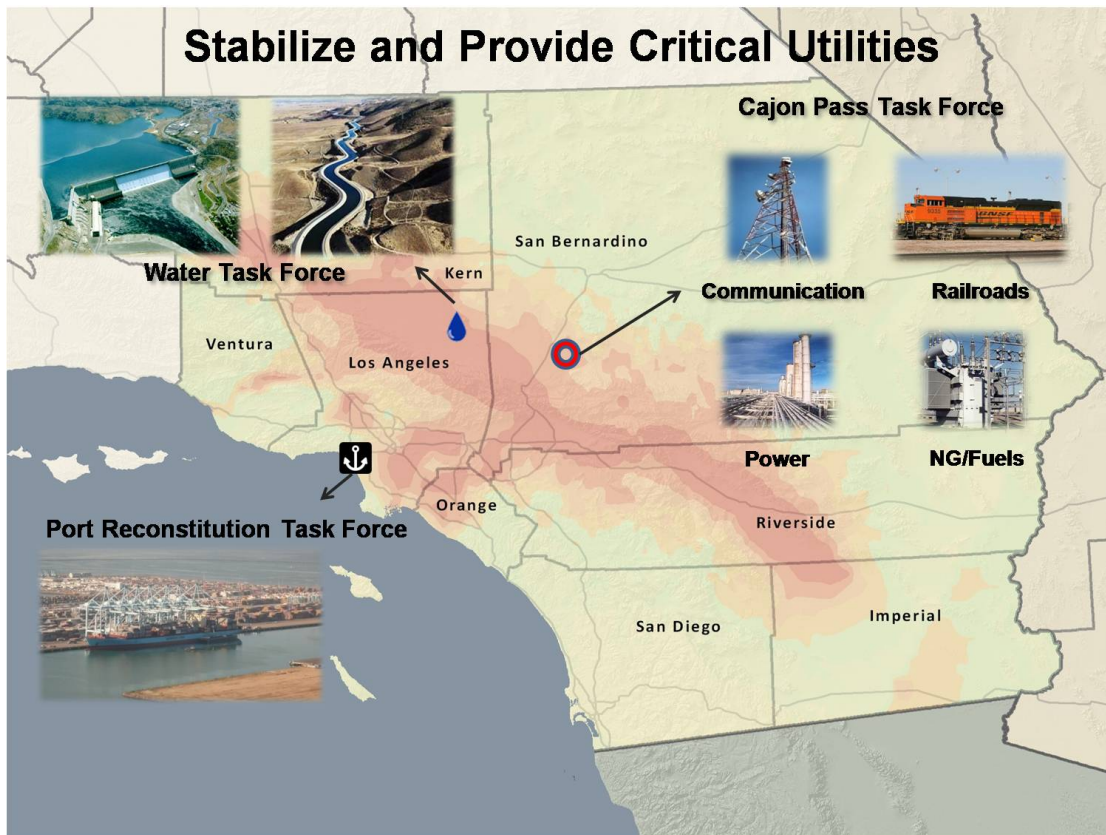 Stabilize and Provide Critical Utilities
Cajon Pass Task Force
San Bernardino
Water Task Force
Kern
Communication
Railroads
BNSF
Ventura
Los Angeles
Power
NG/Fuels
Orange
Port Reconstitution Task Force
Riverside
San Diego
Imperial